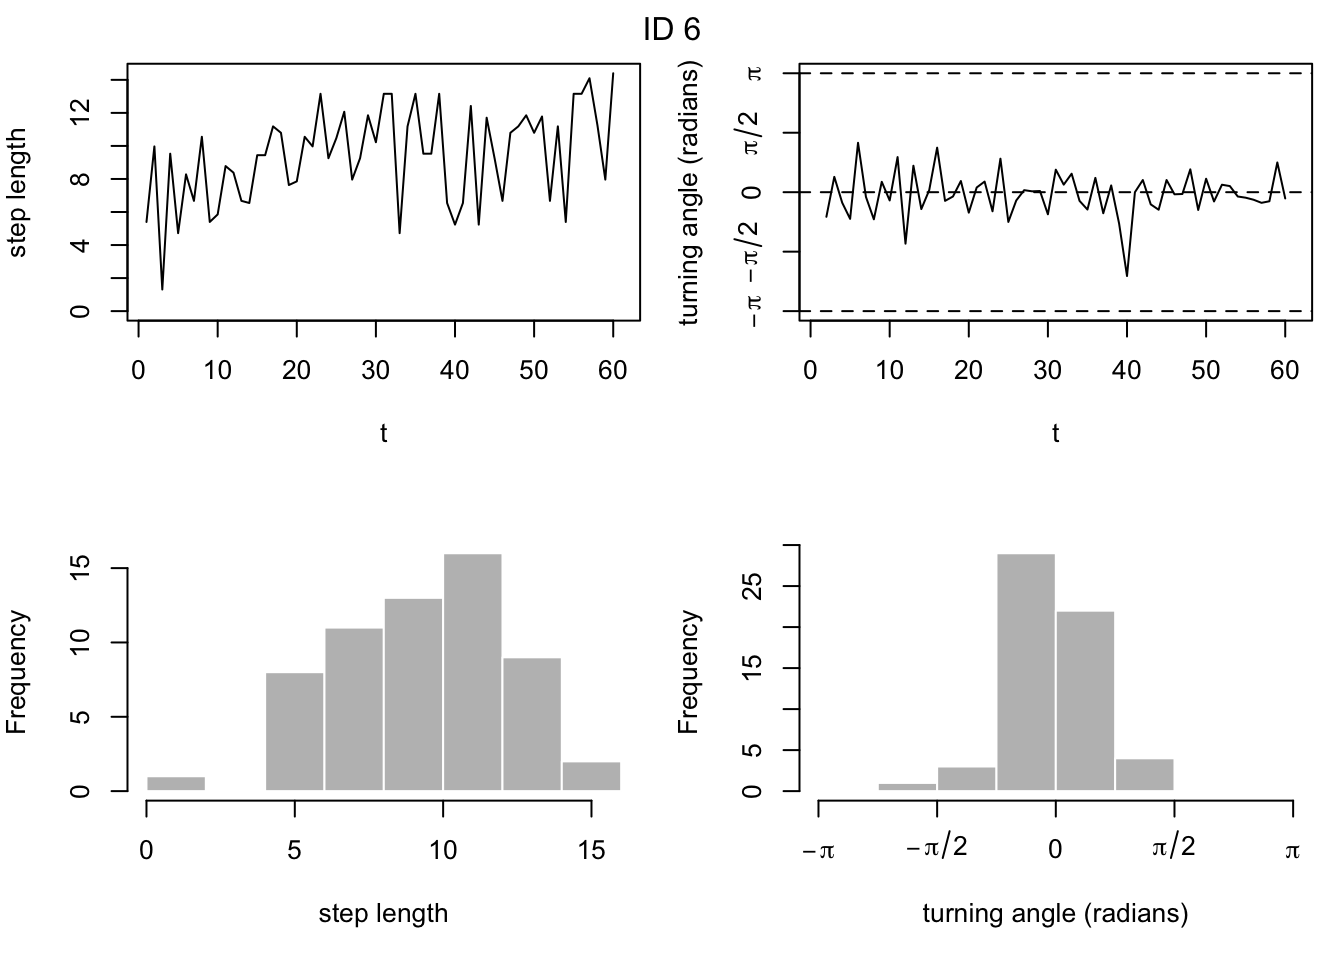 ID 6
step length
0 4 8 12
0 10 20 30 40 50 60
t
turning angle (radians)
−π −π/2 0 π/2 π
0 10 20 30 40 50 60
t
Frequency
0 5 10 15
0 5 10 15
step length
Frequency
0 5 15 25
−π −π/2 0 π/2 π
turning angle (radians)